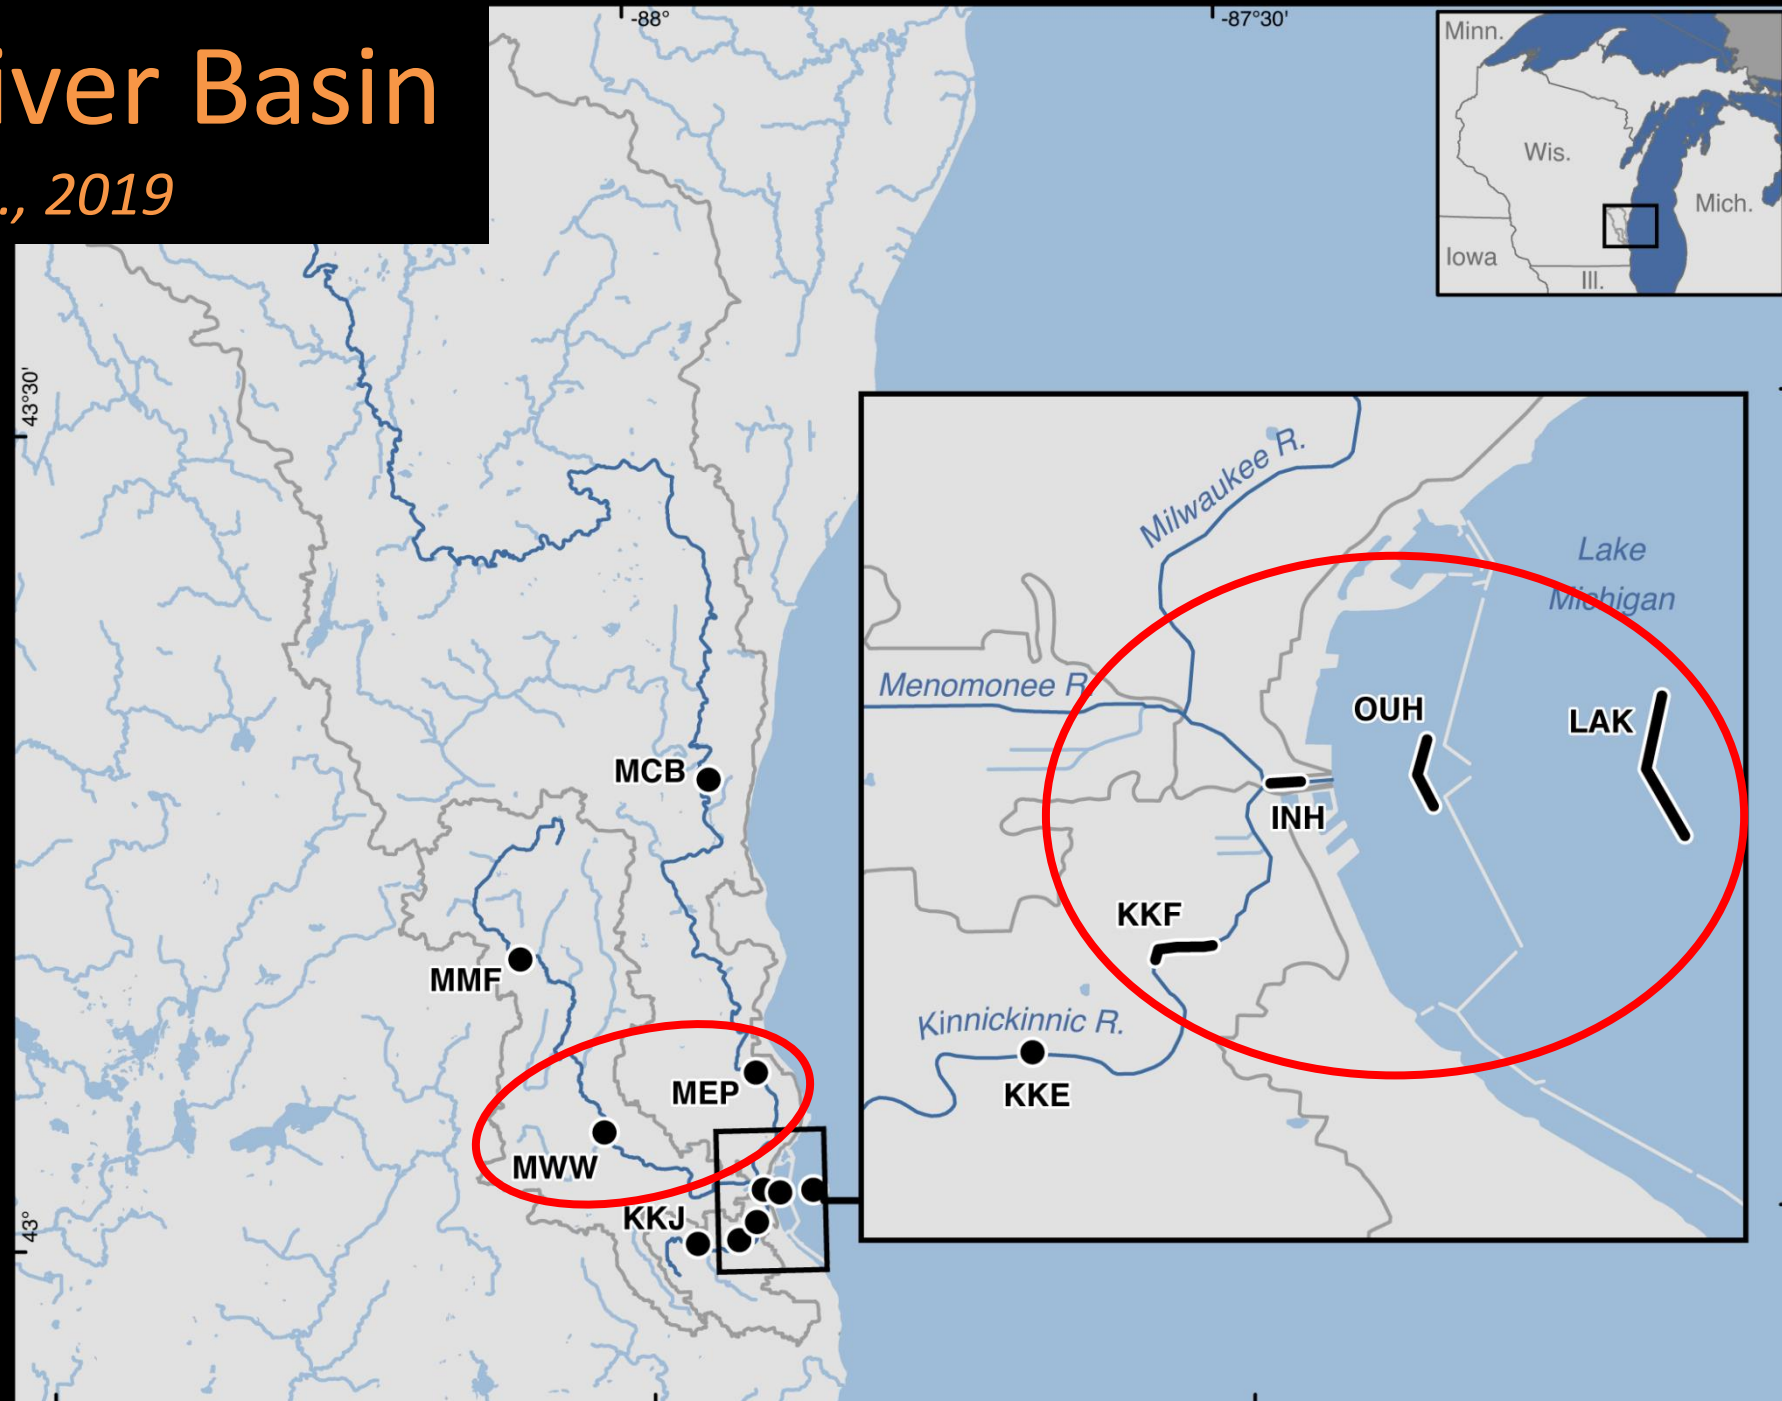 iver Basin
., 2019
-88°
-87°30'
43°30'
43°
Minn.
Wis.
Mich.
Iowa
Ill.
MCB
MMF
MEP
MWW
KKJ
Milwaukee R.
Lake
Michigan
Menomonee R.
OUH
LAK
INH
KKF
Kinnickinnic R.
KKE